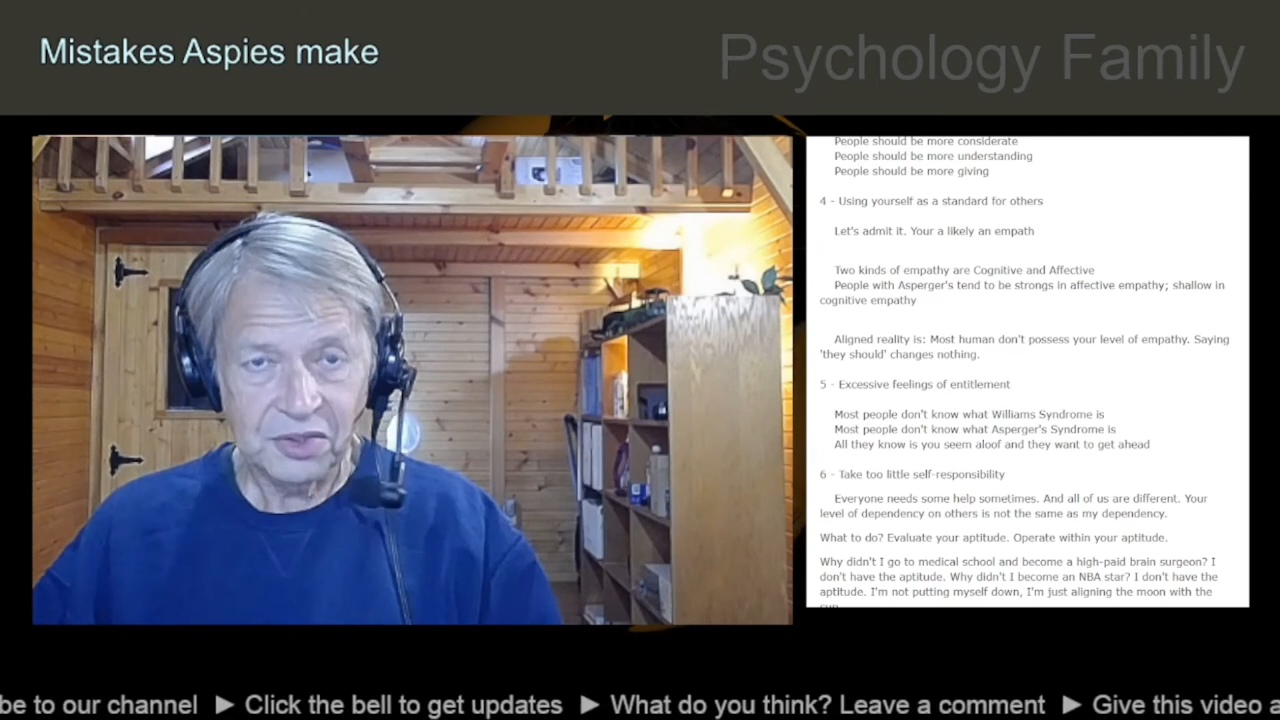 Mistakes Aspies make
Psychology Family
People should be more considerate
People should be more understanding
People should be more giving
4 - Using yourself as a standard for others
Let's admit it. Your a likely an empath
Two kinds of empathy are Cognitive and Affective
People with Asperger's tend to be strongs in affective empathy; shallow in
cognitive empathy
Aligned reality is: Most human don't possess your level of empathy. Saying
'they should' changes nothing.
5 - Excessive feelings of entitlement
Most people don't know what Williams Syndrome is
Most people don't know what Asperger's Syndrome is
All they know is you seem aloof and they want to get ahead
6 - Take too little self-responsibility
Everyone needs some help sometimes. And all of us are different. Your
level of dependency on others is not the same as my dependency.
What to do? Evaluate your aptitude. Operate within your aptitude.
Why didn't I go to medical school and become a high-paid brain surgeon? I
don't have the aptitude. Why didn't I become an NBA star? I don't have the
aptitude. I'm not putting myself down, I'm just aligning the moon with the
be to our channel ► Click the bell to get updates ► What do you think? Leave a comment ► Give this video a